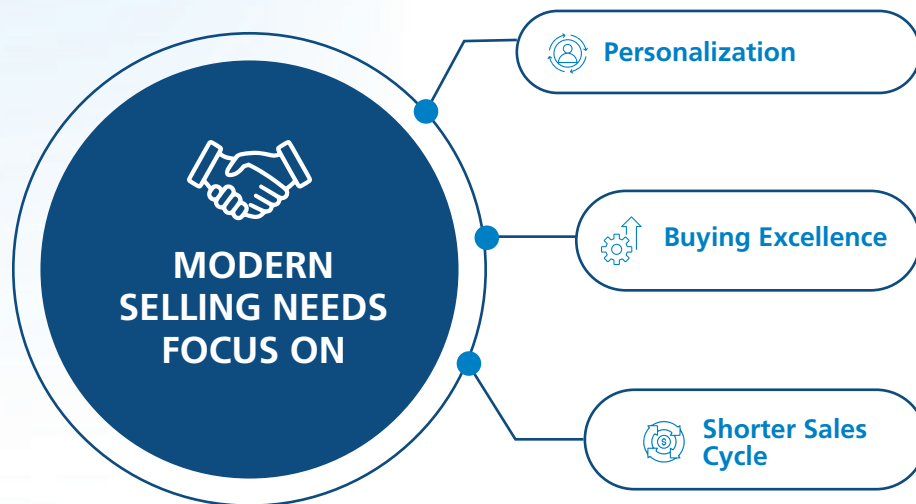 MODERN
SELLING NEEDS
FOCUS ON
Personalization
Buying Excellence
Shorter Sales
Cycle